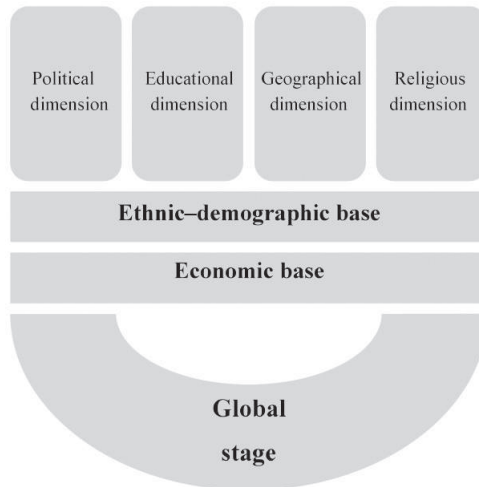 Political Educational Geographical Religious
dimension dimension dimension dimension
Ethnic–demographic base
Economic base
Global
stage